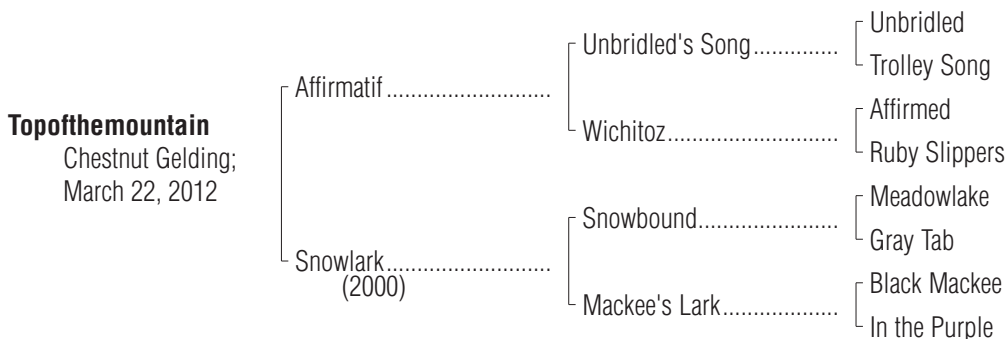 Topofthemountain
Chestnut Gelding;
March 22, 2012
Affirmatif
Snowlark
(2000)
Unbridled's Song
Wichitoz
Snowbound
Mackee's Lark
Unbridled
Trolley Song
Affirmed
Ruby Slippers
Meadowlake
Gray Tab
Black Mackee
In the Purple